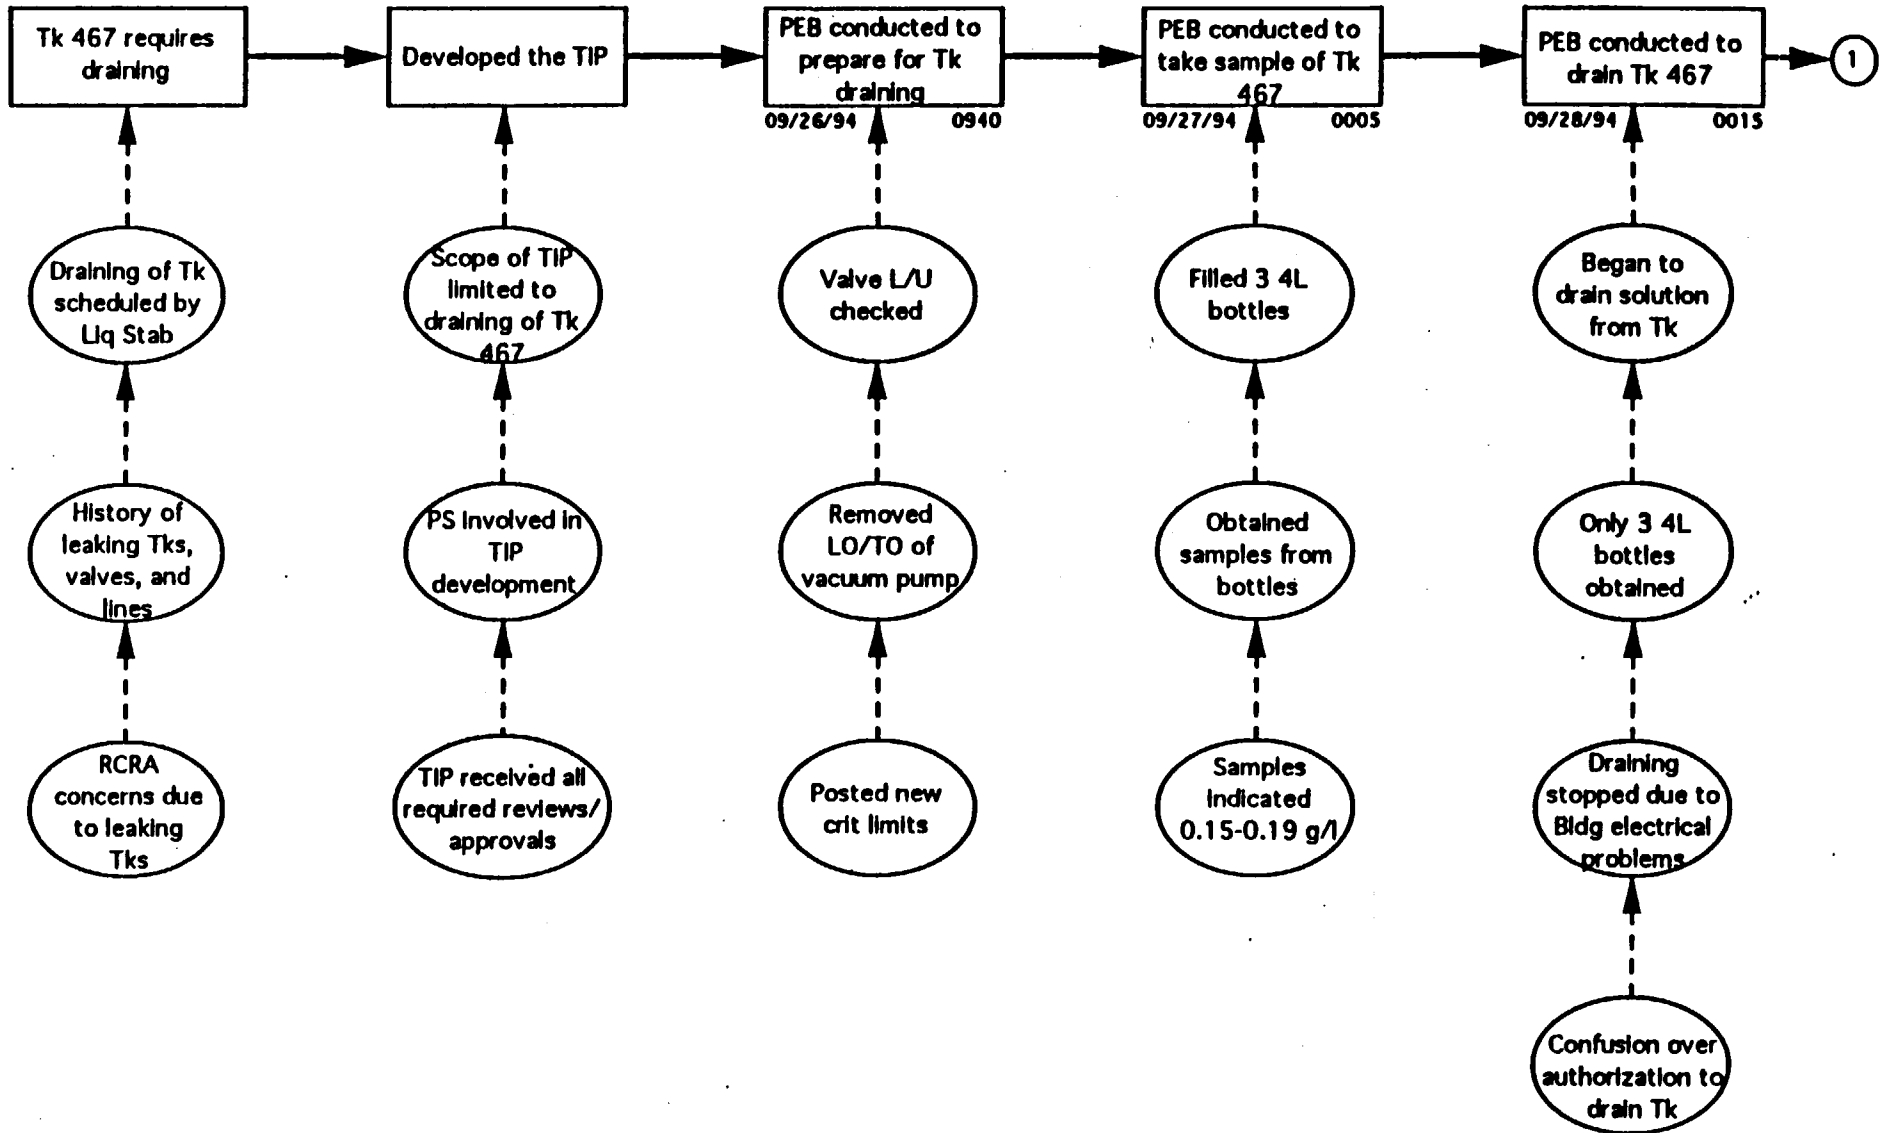 Tk 467 requires
draining
Developed the TIP
PEB conducted to
prepare for Tk
draining
09/26/94 0940
PEB conducted to
take sample of Tk
467
09/27/94 0005
PEB conducted to
drain Tk 467
09/28/94 0015
1
Draining of Tk
scheduled by
Liq Stab
Scope of TIP
limited to
draining of Tk
467
Valve L/U
checked
Filled 3 4L
bottles
Began to
drain solution
from Tk
History of
leaking Tks,
valves, and
lines
PS involved in
TIP
development
Removed
LO/TO of
vacuum pump
Obtained
samples from
bottles
Only 3 4L
bottles
obtained
RCRA
concerns due
to leaking
Tks
TIP received all
required reviews/
approvals
Posted new
crit limits
Samples
indicated
0.15-0.19 g/l
Draining
stopped due to
Bldg electrical
problems
Confusion over
authorization to
drain Tk